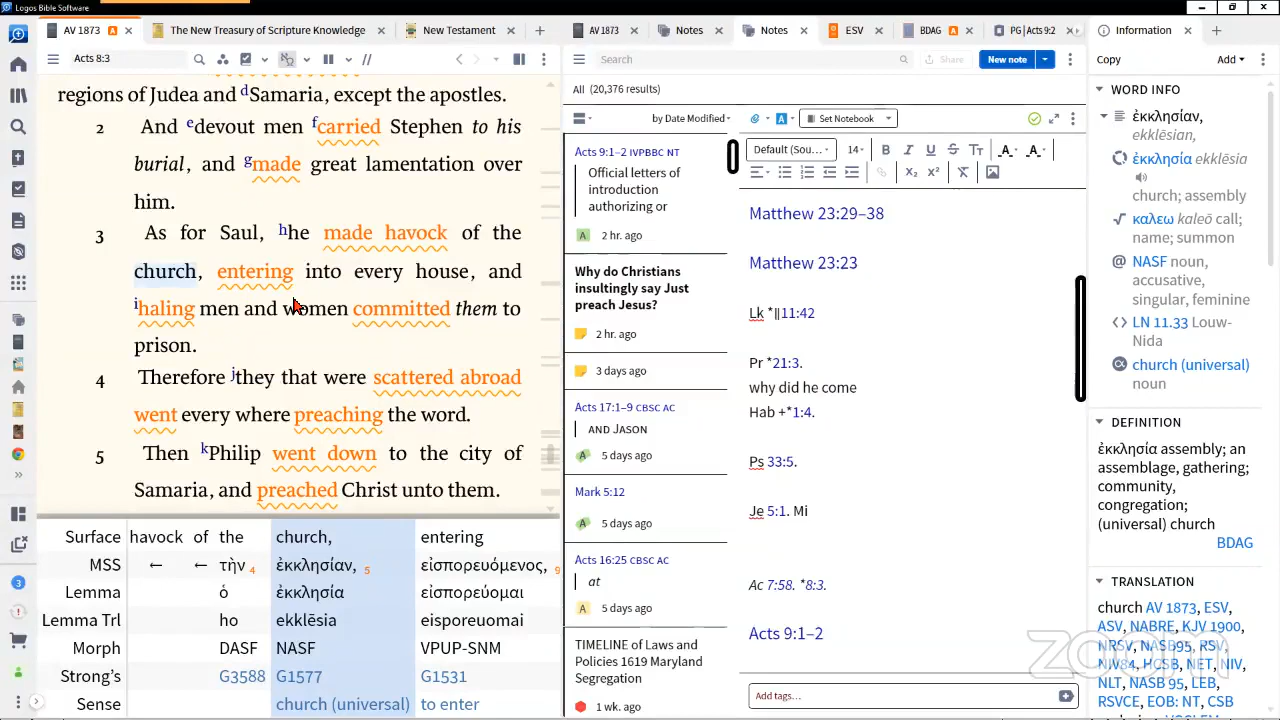 Logos Bible Software
AV 1873 A
The New Treasury of Scripture Knowledge
New Testament
Acts 8:3
regions of Judea and dSamaria, except the apostles.
2 And edevout men fcarried Stephen to his
burial, and gmade great lamentation over
him.
3 As for Saul, hhe made havock of the
church, entering into every house, and
ihaling men and women committed them to
prison.
4 Therefore jthey that were scattered abroad
went every where preaching the word.
5 Then kPhilip went down to the city of
Samaria, and preached Christ unto them.
Surface havock of the church, entering
MSS ← ← τὴν 4 ἐκκλησίαν, 5 εἰσπορευόμενος, 9
Lemma ὁ ἐκκλησία εἰσπορεύομαι
Lemma Trl ho ekklēsia eisporeuomai
Morph DASF NASF VPUP-SNM
Strong's G3588 G1577 G1531
Sense church (universal) to enter
3
AV 1873
Notes
Notes
ESV
BDAG A
PG | Acts 9:2
Search
Share
New note
All (20,376 results)
by Date Modified
Acts 9:1–2 IVPBBC NT
Official letters of
introduction
authorizing or
A 2 hr. ago
Why do Christians
insultingly say Just
preach Jesus?
2 hr. ago
3 days ago
Acts 17:1–9 CBSC AC
AND JASON
A 5 days ago
Mark 5:12
A 5 days ago
Acts 16:25 CBSC AC
at
A 5 days ago
TIMELINE of Laws and
Policies 1619 Maryland
Segregation
1 wk. ago
A Set Notebook
Default (Sou... 14 B I U S TT A A
X2 X2
Matthew 23:29–38
Matthew 23:23
Lk *||11:42
Pr *21:3.
why did he come
Hab +*1:4.
Ps 33:5.
Je 5:1. Mi
Ac 7:58. *8:3.
Acts 9:1–2
Add tags...
Information
Copy Add
WORD INFO
ἐκκλησίαν,
ekklēsian,
ἐκκλησία ekklēsia
church; assembly
καλεω kaleō call;
name; summon
@ NASF noun,
accusative,
singular, feminine
LN 11.33 Louw-
Nida
church (universal)
noun
DEFINITION
ἐκκλησία assembly; an
assemblage, gathering;
community,
congregation;
(universal) church
BDAG
TRANSLATION
church AV 1873, ESV,
ASV, NABRE, KJV 1900,
NRSV, NASB95, RSV,
NIV84, HCSB, NET, NIV,
NLT, NASB 95, LEB,
RSVCE, EOB: NT, CSB
zoom